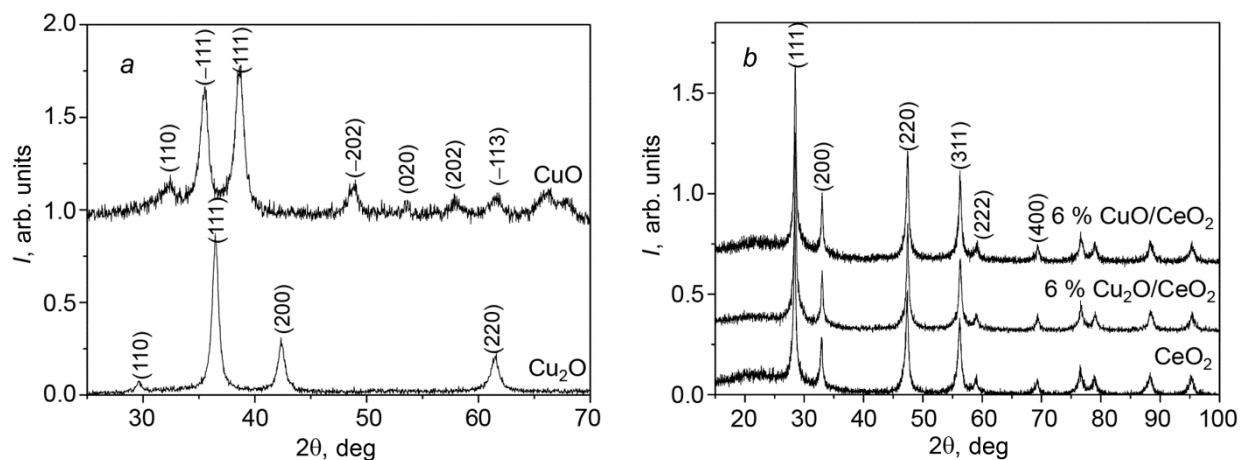 a
I, arb. units
2.0
1.5
1.0
0.5
0.0
(110)
(−111)
(111)
(−202)
(020)
(202)
(−113)
CuO
(110)
(111)
(200)
(220)
Cu₂O
30 40 50 60 70
2θ, deg
b
I, arb. units
1.5
1.0
0.5
0.0
(111)
(200)
(220)
(311)
(222)
(400)
6 % CuO/CeO₂
6 % Cu₂O/CeO₂
CeO₂
20 30 40 50 60 70 80 90 100
2θ, deg